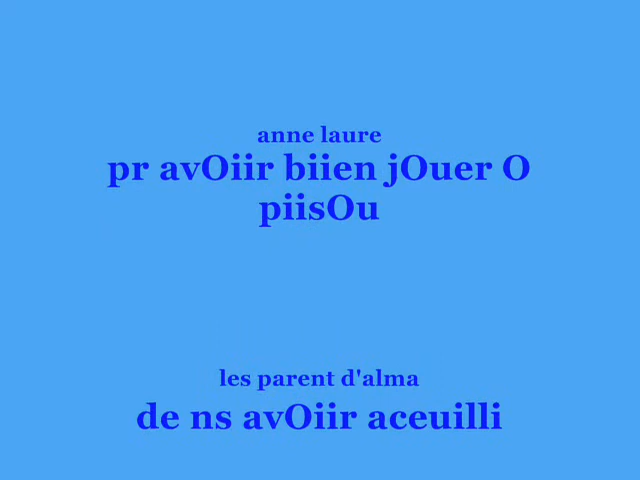 anne laure
pr avOiir biien jOuer O
piisOu
les parent d'alma
de ns avOiir aceuilli